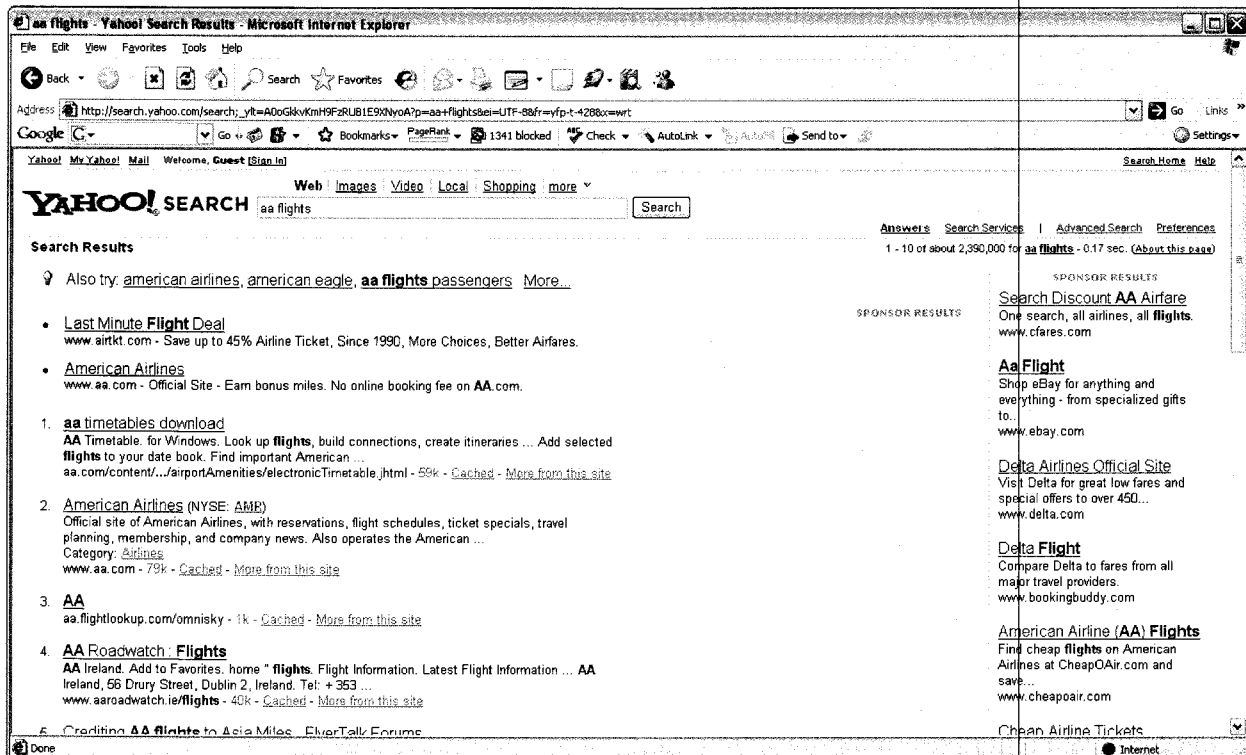 aa flights - Yahoo! Search Results - Microsoft Internet Explorer
File Edit View Favorites Tools Help
Back Search Favorites
Address http://search.yahoo.com/search;_ylt=A0oGkkvKmH9FzRUB1E9XNyoA?p=aa+flights&ei=UTF-8&fr=yfp-t-428&x=wrt Go Links »
Google G Go Bookmarks PageRank 1341 blocked Check AutoLink AutoFill Send to Settings
Yahoo! My Yahoo! Mail Welcome, Guest [Sign In] Search Home Help
Web Images Video Local Shopping more
YAHOO! SEARCH aa flights Search
Answers Search Services | Advanced Search Preferences
Search Results 1 - 10 of about 2,390,000 for aa flights - 0.17 sec. (About this page)
Also try: american airlines, american eagle, aa flights passengers More...
SPONSOR RESULTS
• Last Minute Flight Deal
www.airtkt.com - Save up to 45% Airline Ticket, Since 1990, More Choices, Better Airfares.
• American Airlines
www.aa.com - Official Site - Earn bonus miles. No online booking fee on AA.com.
1. aa timetables download
AA Timetable. for Windows. Look up flights, build connections, create itineraries ... Add selected
flights to your date book. Find important American ...
aa.com/content/.../airportAmenities/electronicTimetable.jhtml - 59k - Cached - More from this site
2. American Airlines (NYSE: AMR)
Official site of American Airlines, with reservations, flight schedules, ticket specials, travel
planning, membership, and company news. Also operates the American ...
Category: Airlines
www.aa.com - 79k - Cached - More from this site
3. AA
aa.flightlookup.com/omnisky - 1k - Cached - More from this site
4. AA Roadwatch : Flights
AA Ireland. Add to Favorites. home " flights. Flight Information. Latest Flight Information ... AA
Ireland, 56 Drury Street, Dublin 2, Ireland. Tel: + 353 ...
www.aaroadwatch.ie/flights - 40k - Cached - More from this site
5. Crediting AA flights to Asia Miles FlyerTalk Forums
SPONSOR RESULTS
Search Discount AA Airfare
One search, all airlines, all flights.
www.cfares.com
Aa Flight
Shop eBay for anything and
everything - from specialized gifts
to...
www.ebay.com
Delta Airlines Official Site
Visit Delta for great low fares and
special offers to over 450...
www.delta.com
Delta Flight
Compare Delta to fares from all
major travel providers.
www.bookingbuddy.com
American Airline (AA) Flights
Find cheap flights on American
Airlines at CheapOAir.com and
save...
www.cheapoair.com
Cheap Airline Tickets
Done Internet